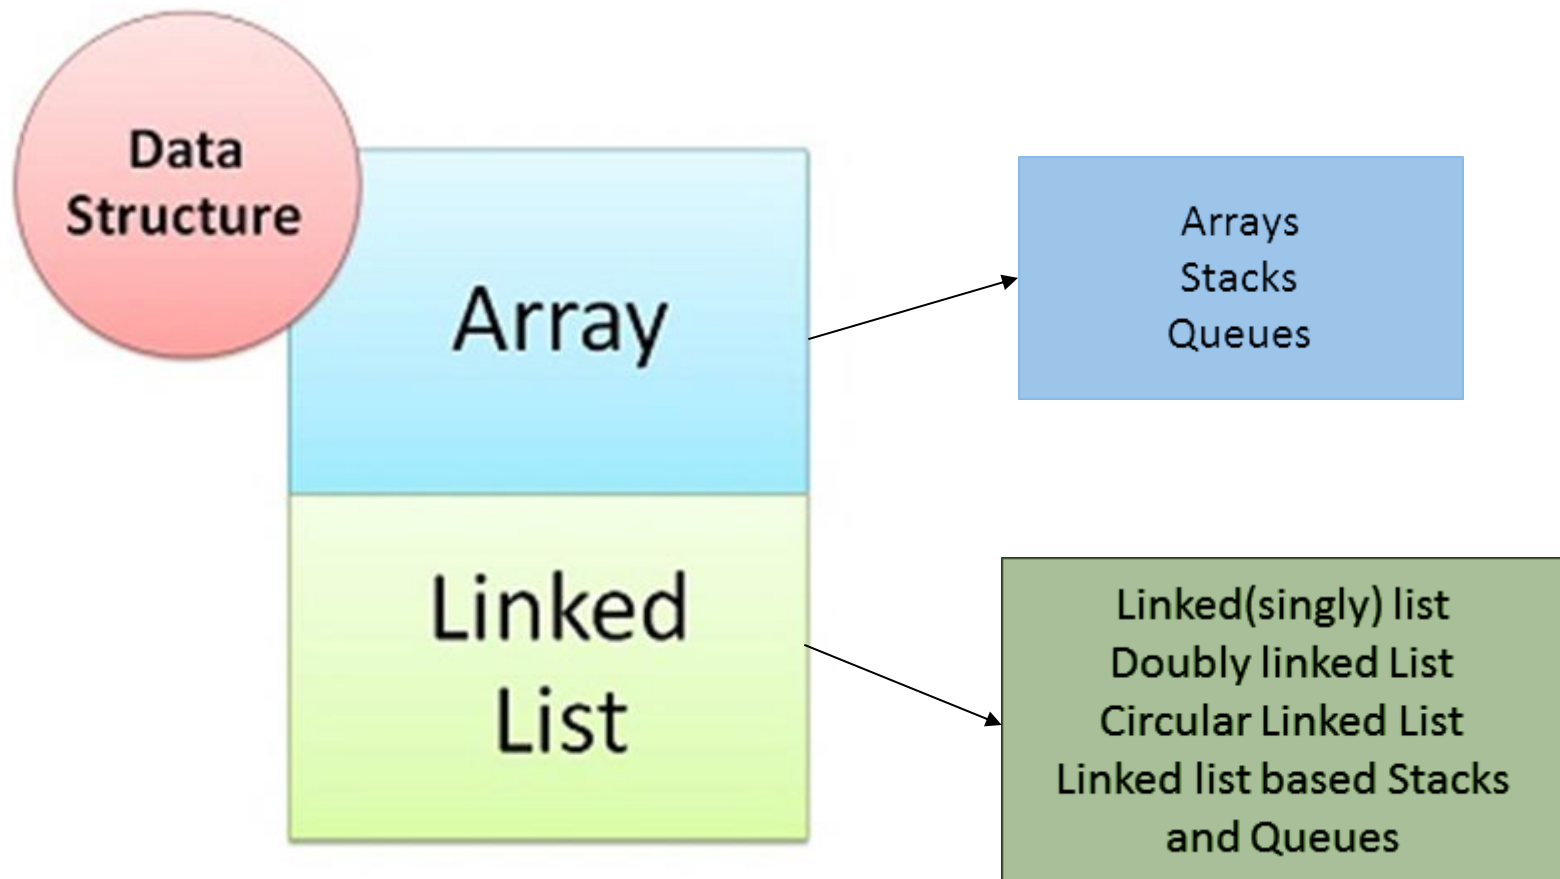 Data
Structure
Array
Linked
List
Arrays
Stacks
Queues
Linked(singly) list
Doubly linked List
Circular Linked List
Linked list based Stacks
and Queues